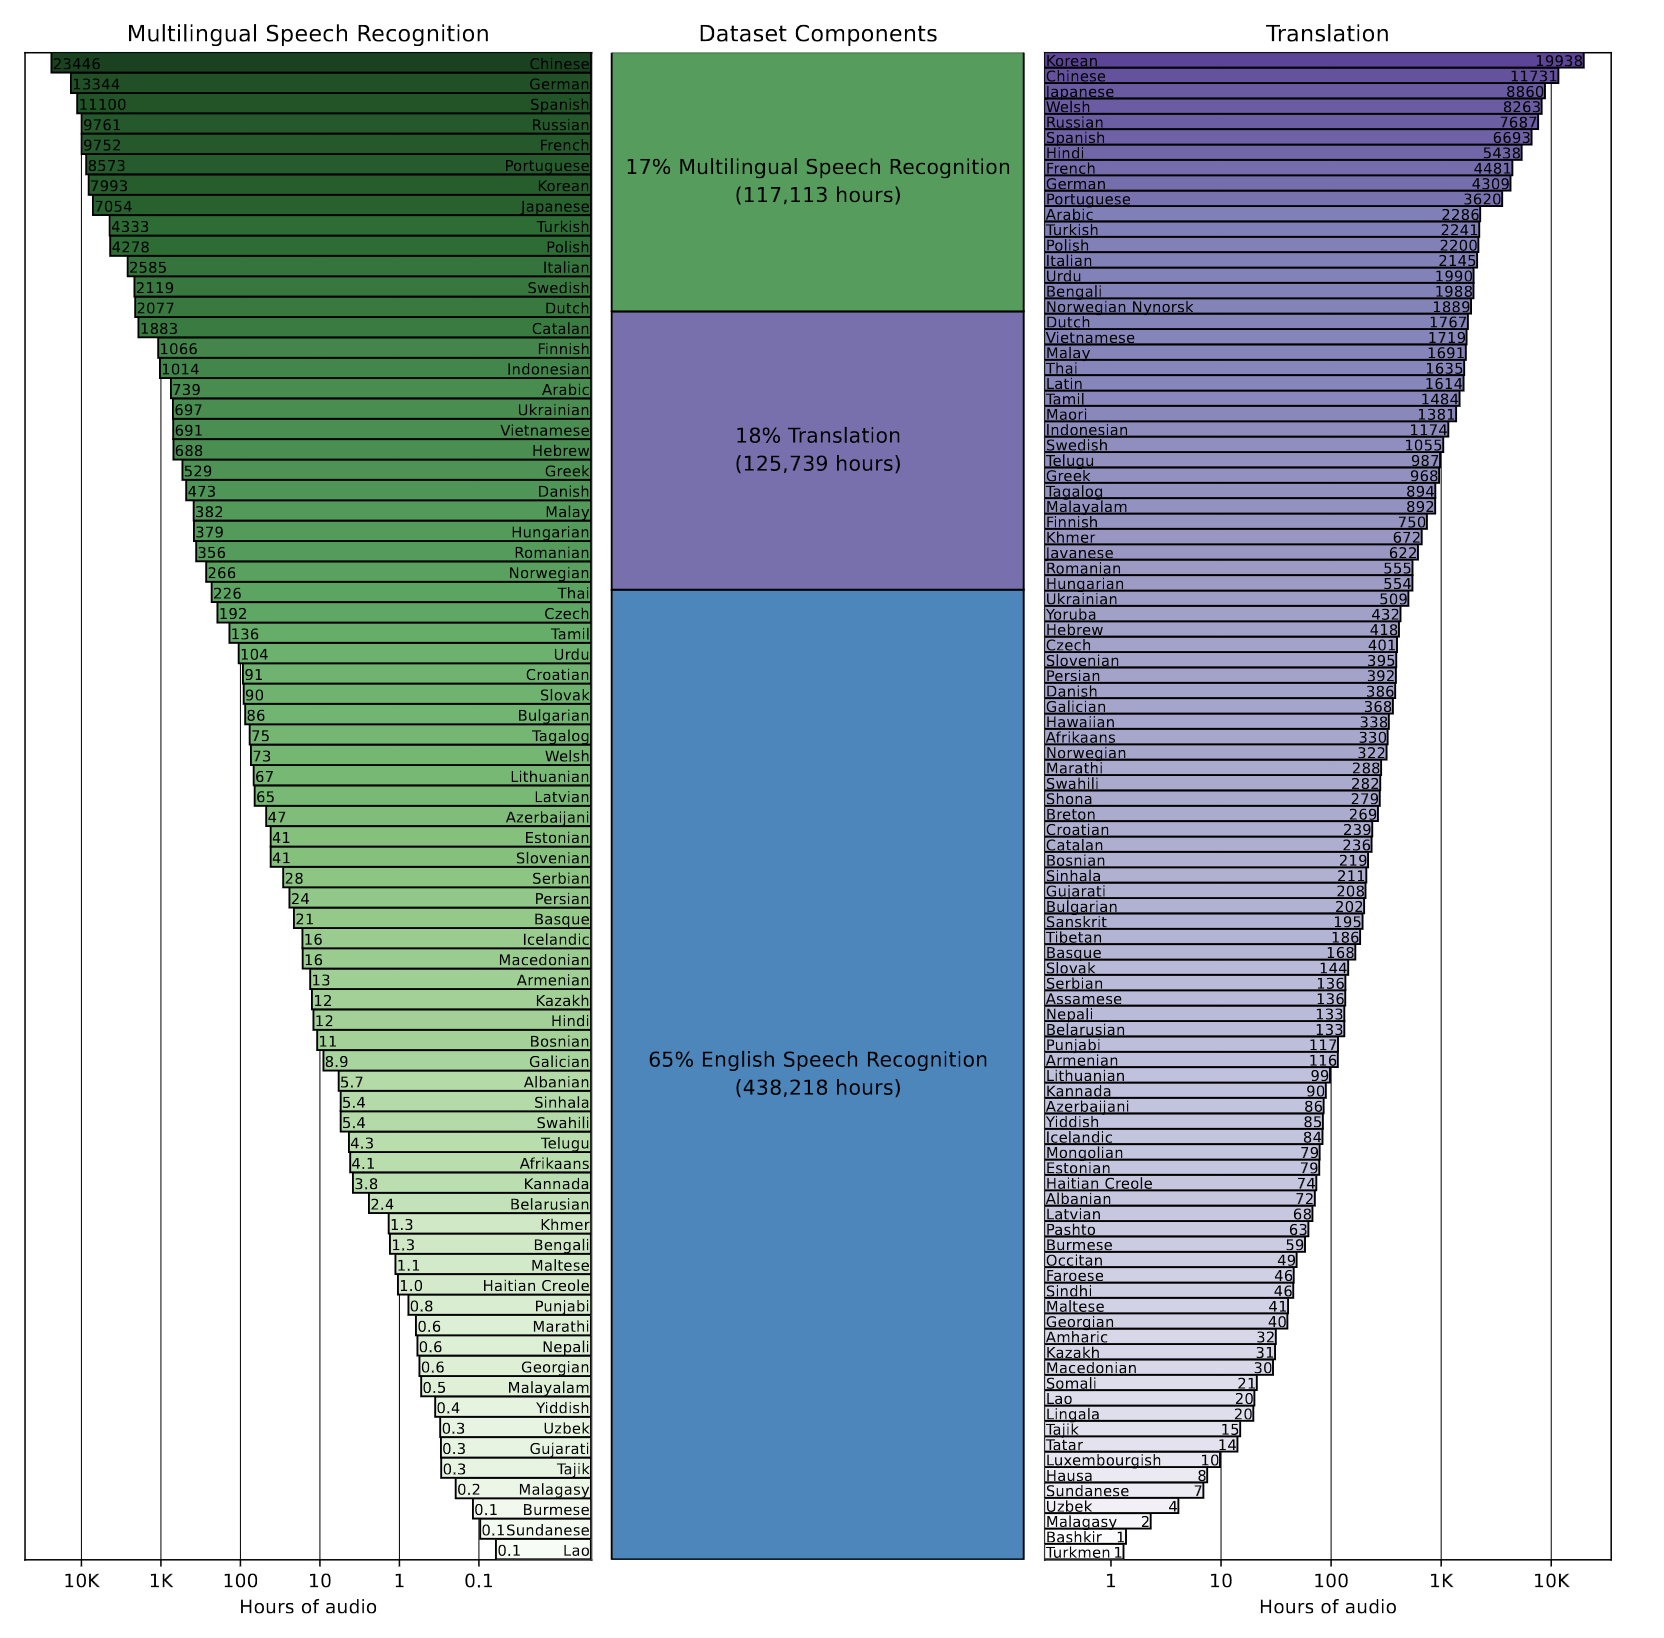 Multilingual Speech Recognition
23446 Chinese
13344 German
11100 Spanish
9761 Russian
9752 French
8573 Portuguese
7993 Korean
7054 Japanese
4333 Turkish
4278 Polish
2585 Italian
2119 Swedish
2077 Dutch
1883 Catalan
1066 Finnish
1014 Indonesian
739 Arabic
697 Ukrainian
691 Vietnamese
688 Hebrew
529 Greek
473 Danish
382 Malay
379 Hungarian
356 Romanian
266 Norwegian
226 Thai
192 Czech
136 Tamil
104 Urdu
91 Croatian
90 Slovak
86 Bulgarian
75 Tagalog
73 Welsh
67 Lithuanian
65 Latvian
47 Azerbaijani
41 Estonian
41 Slovenian
28 Serbian
24 Persian
21 Basque
16 Icelandic
16 Macedonian
13 Armenian
12 Kazakh
12 Hindi
11 Bosnian
8.9 Galician
5.7 Albanian
5.4 Sinhala
5.4 Swahili
4.3 Telugu
4.1 Afrikaans
3.8 Kannada
2.4 Belarusian
1.3 Khmer
1.3 Bengali
1.1 Maltese
1.0 Haitian Creole
0.8 Punjabi
0.6 Marathi
0.6 Nepali
0.6 Georgian
0.5 Malayalam
0.4 Yiddish
0.3 Uzbek
0.3 Gujarati
0.3 Tajik
0.2 Malagasy
0.1 Burmese
0.1 Sundanese
0.1 Lao
10K 1K 100 10 1 0.1
Hours of audio
Dataset Components
17% Multilingual Speech Recognition
(117,113 hours)
18% Translation
(125,739 hours)
65% English Speech Recognition
(438,218 hours)
Translation
Korean 19938
Chinese 11731
Japanese 8860
Welsh 8263
Russian 7687
Spanish 6693
Hindi 5438
French 4481
German 4309
Portuguese 3620
Arabic 2286
Turkish 2241
Polish 2200
Italian 2145
Urdu 1990
Bengali 1988
Norwegian Nynorsk 1889
Dutch 1767
Vietnamese 1719
Malay 1691
Thai 1635
Latin 1614
Tamil 1484
Maori 1381
Indonesian 1174
Swedish 1055
Telugu 987
Greek 968
Tagalog 894
Malayalam 892
Finnish 750
Khmer 672
Javanese 622
Romanian 555
Hungarian 554
Ukrainian 509
Yoruba 432
Hebrew 418
Czech 401
Slovenian 395
Persian 392
Danish 386
Galician 368
Hawaiian 338
Afrikaans 330
Norwegian 322
Marathi 288
Swahili 282
Shona 279
Breton 269
Croatian 239
Catalan 236
Bosnian 219
Sinhala 211
Gujarati 208
Bulgarian 202
Sanskrit 195
Tibetan 186
Basque 168
Slovak 144
Serbian 136
Assamese 136
Nepali 133
Belarusian 133
Punjabi 117
Armenian 116
Lithuanian 99
Kannada 90
Azerbaijani 86
Yiddish 85
Icelandic 84
Mongolian 79
Estonian 79
Haitian Creole 74
Albanian 72
Latvian 68
Pashto 63
Burmese 59
Occitan 49
Faroese 46
Sindhi 46
Maltese 41
Georgian 40
Amharic 32
Kazakh 31
Macedonian 30
Somali 21
Lao 20
Lingala 20
Tajik 15
Tatar 14
Luxembourgish 10
Hausa 8
Sundanese 7
Uzbek 4
Malagasy 2
Bashkir 1
Turkmen 1
1 10 100 1K 10K
Hours of audio